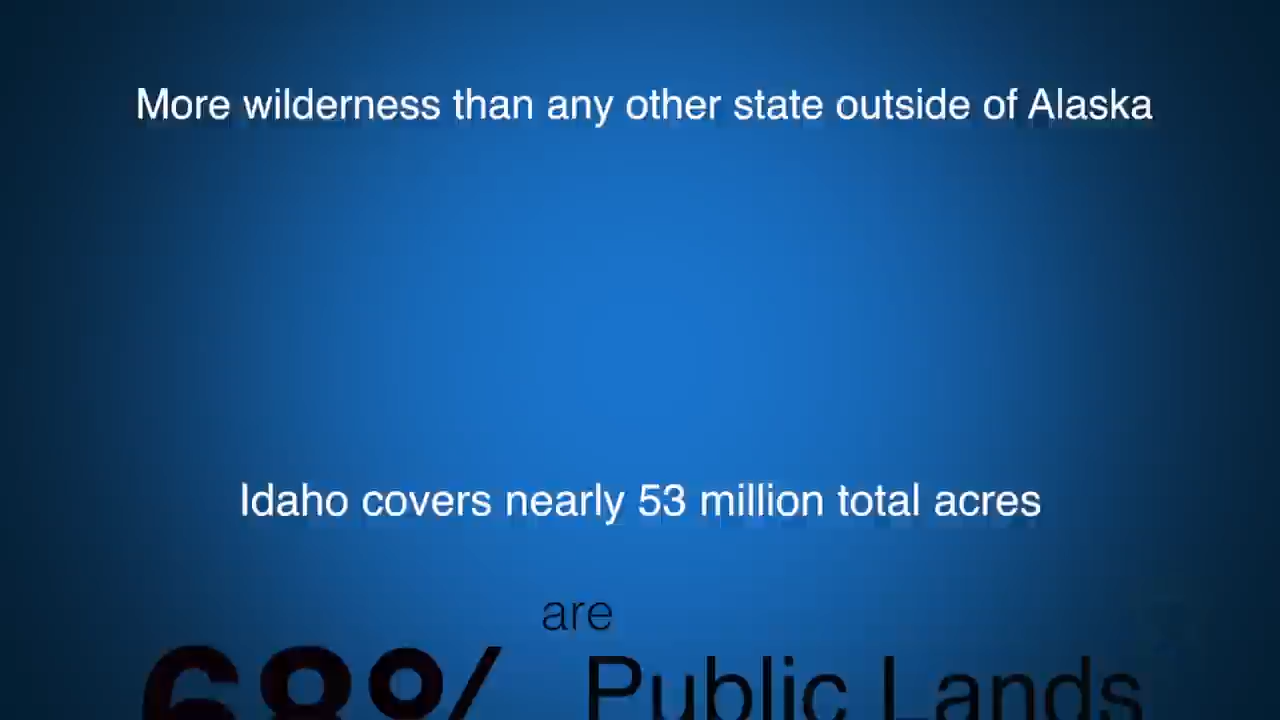 More wilderness than any other state outside of Alaska
Idaho covers nearly 53 million total acres
are
68% Public Lands